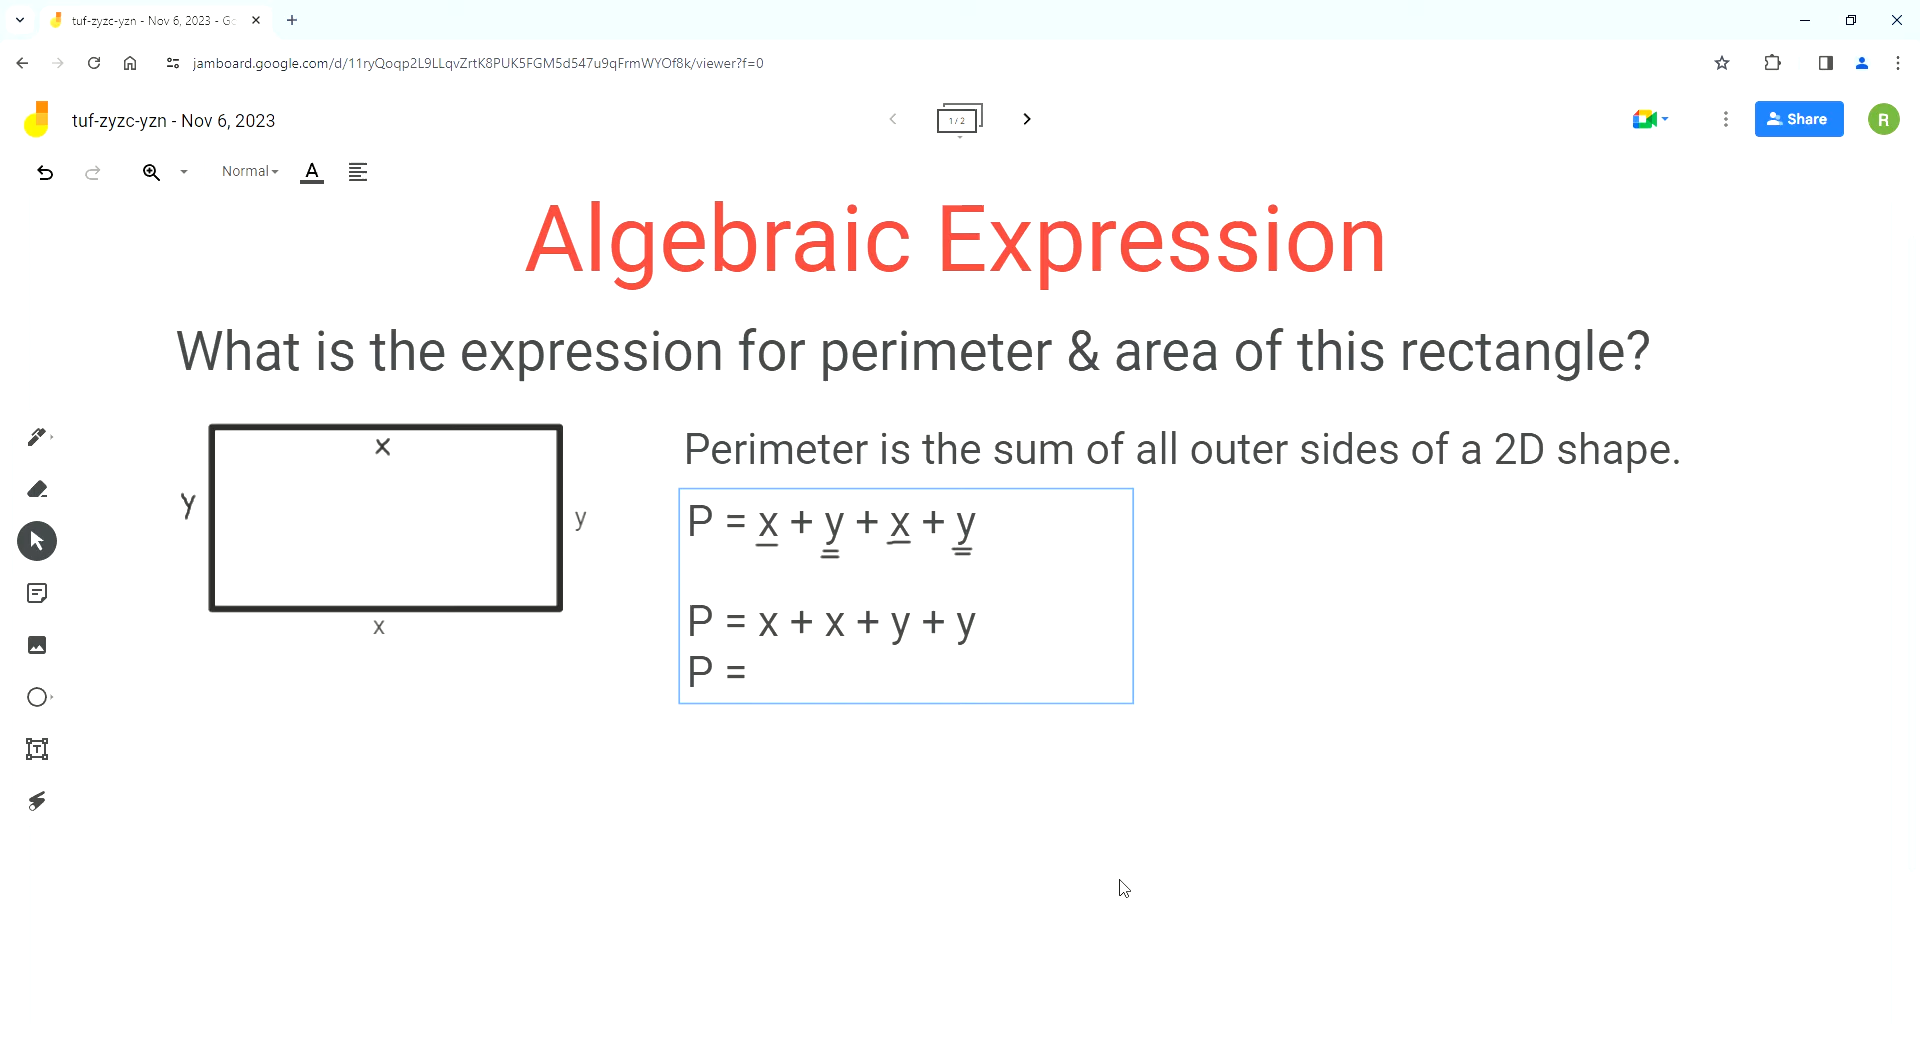 tuf-zyzc-yzn - Nov 6, 2023 - Go
jamboard.google.com/d/11ryQoqp2L9LLqvZrtK8PUK5FGM5d547u9qFrmWYOf8k/viewer?f=0
tuf-zyzc-yzn - Nov 6, 2023
1 / 2
Share
R
Normal
A
Algebraic Expression
What is the expression for perimeter & area of this rectangle?
x
y
y
x
Perimeter is the sum of all outer sides of a 2D shape.
P = x + y + x + y
P = x + x + y + y
P =